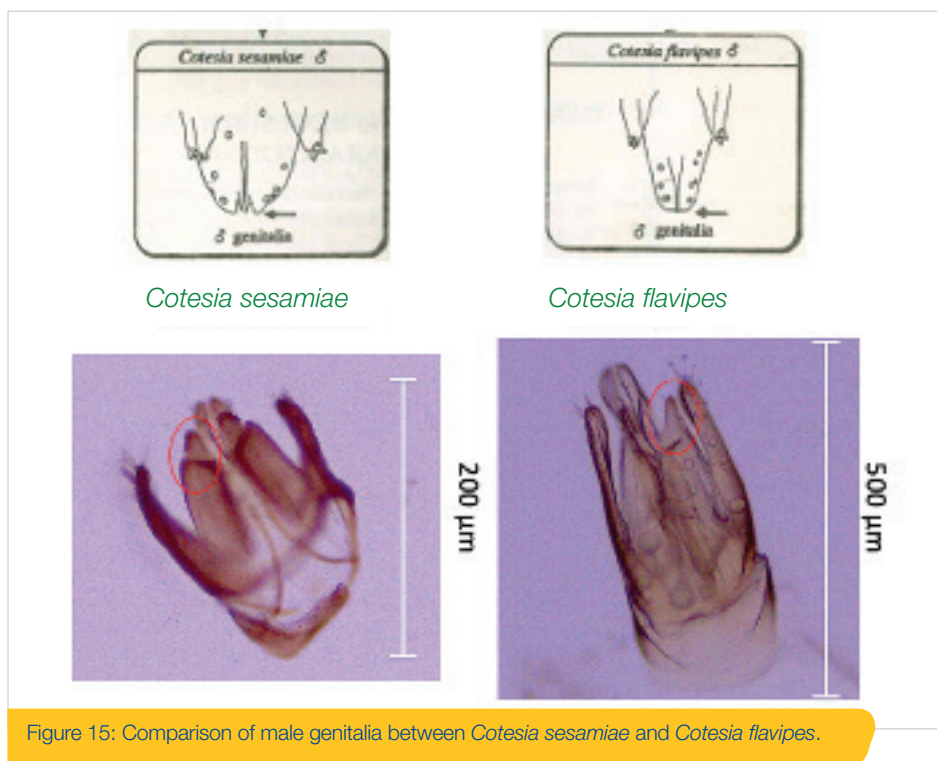 Cotesia sesamiae ♂
Cotesia flavipes ♂
♂ genitalia
♂ genitalia
Cotesia sesamiae
Cotesia flavipes
200 µm
500 µm
Figure 15: Comparison of male genitalia between Cotesia sesamiae and Cotesia flavipes.